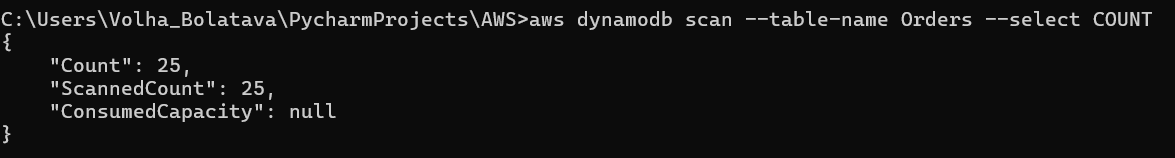 C:\Users\Volha_Bolatava\PycharmProjects\AWS>aws dynamodb scan --table-name Orders --select COUNT
{
    "Count": 25,
    "ScannedCount": 25,
    "ConsumedCapacity": null
}